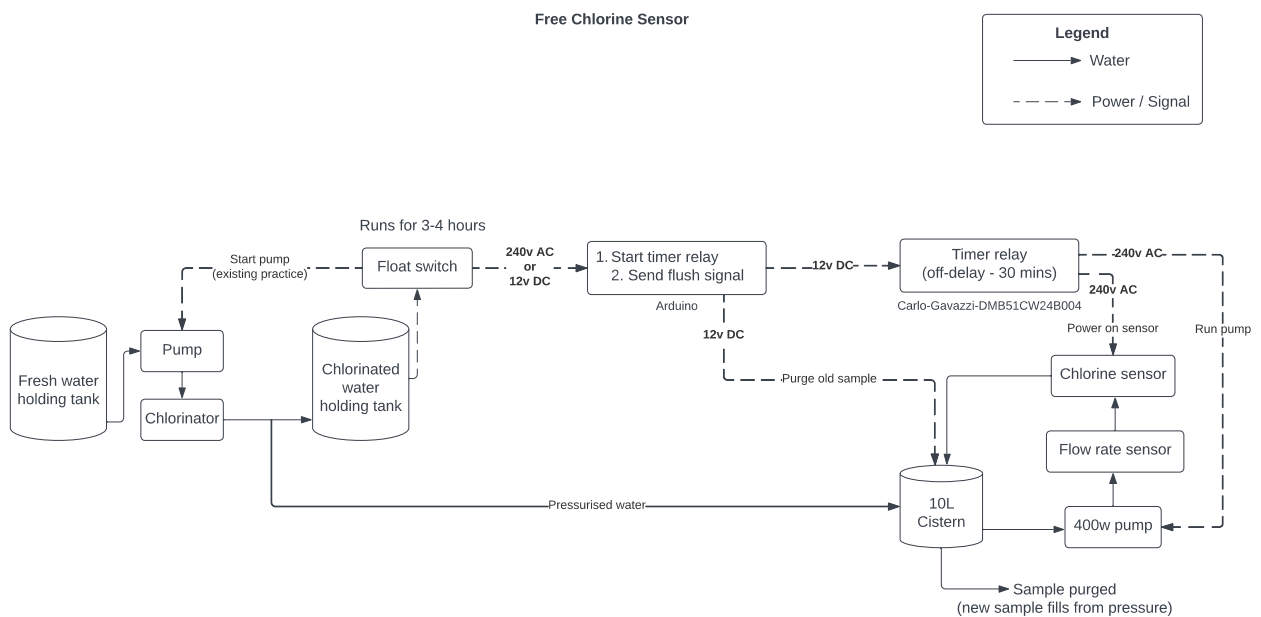 Free Chlorine Sensor
Legend
Water
Power / Signal
Runs for 3-4 hours
Start pump
(existing practice)
Float switch
240v AC
or
12v DC
1. Start timer relay
2. Send flush signal
Arduino
12v DC
Timer relay
(off-delay - 30 mins)
Carlo-Gavazzi-DMB51CW24B004
240v AC
240v AC
Power on sensor
Run pump
12v DC
Purge old sample
Fresh water
holding tank
Pump
Chlorinator
Chlorinated
water
holding tank
Chlorine sensor
Flow rate sensor
Pressurised water
10L
Cistern
400w pump
Sample purged
(new sample fills from pressure)